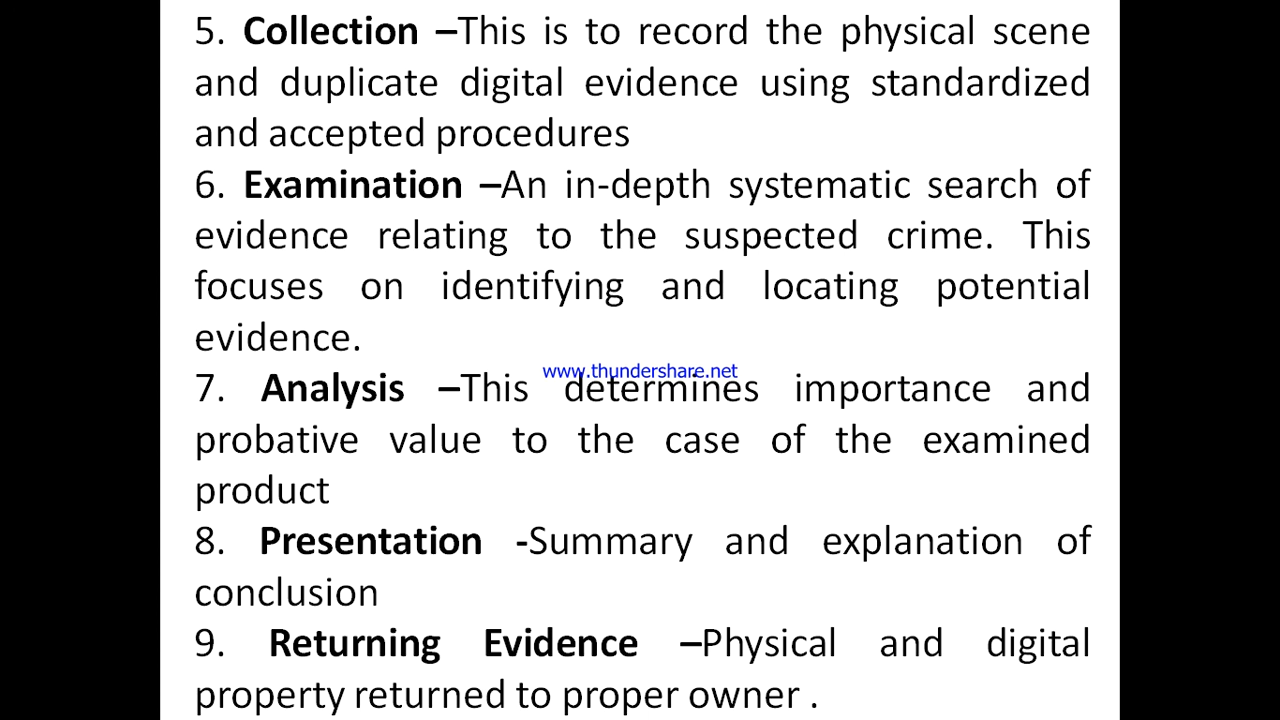 5. Collection –This is to record the physical scene
and duplicate digital evidence using standardized
and accepted procedures
6. Examination –An in-depth systematic search of
evidence relating to the suspected crime. This
focuses on identifying and locating potential
evidence.
www.thundershare.net
7. Analysis –This determines importance and
probative value to the case of the examined
product
8. Presentation -Summary and explanation of
conclusion
9. Returning Evidence –Physical and digital
property returned to proper owner .